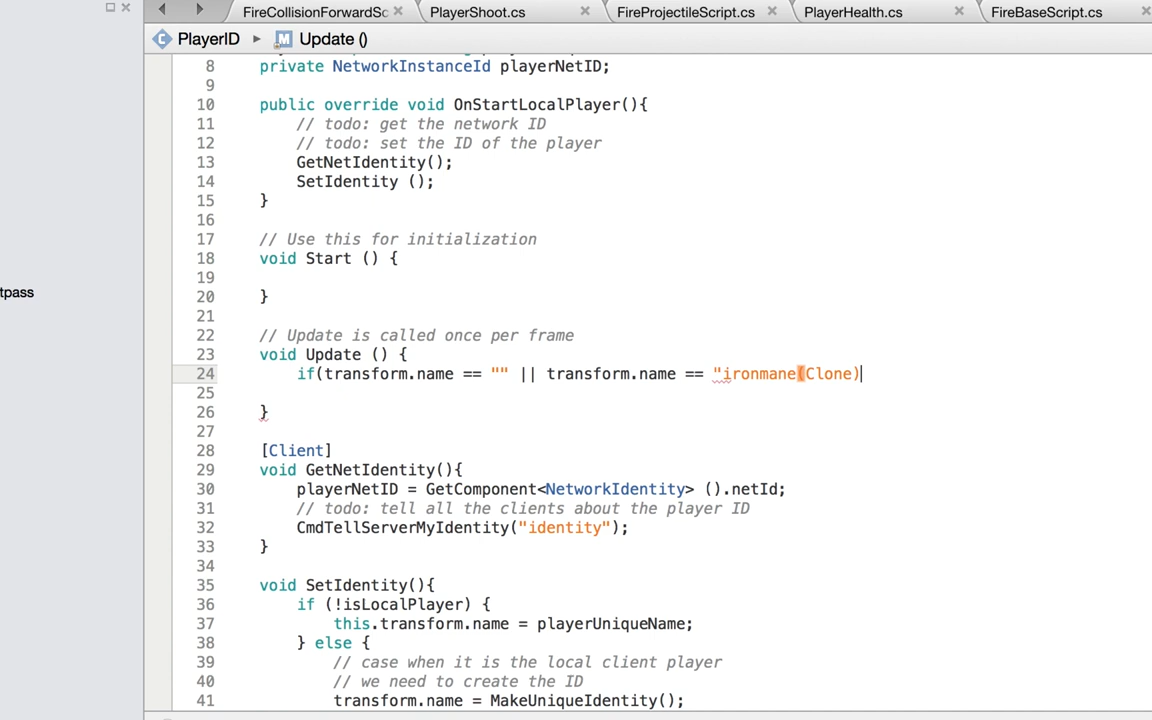 FireCollisionForwardSc PlayerShoot.cs FireProjectileScript.cs PlayerHealth.cs FireBaseScript.cs
PlayerID Update ()
8 private NetworkInstanceId playerNetID;
9
10 public override void OnStartLocalPlayer(){
11 // todo: get the network ID
12 // todo: set the ID of the player
13 GetNetIdentity();
14 SetIdentity ();
15 }
16
17 // Use this for initialization
18 void Start () {
19
20 }
21
22 // Update is called once per frame
23 void Update () {
24 if(transform.name == "" || transform.name == "ironmane(Clone)
25
26 }
27
28 [Client]
29 void GetNetIdentity(){
30 playerNetID = GetComponent<NetworkIdentity> ().netId;
31 // todo: tell all the clients about the player ID
32 CmdTellServerMyIdentity("identity");
33 }
34
35 void SetIdentity(){
36 if (!isLocalPlayer) {
37 this.transform.name = playerUniqueName;
38 } else {
39 // case when it is the local client player
40 // we need to create the ID
41 transform.name = MakeUniqueIdentity();
tpass